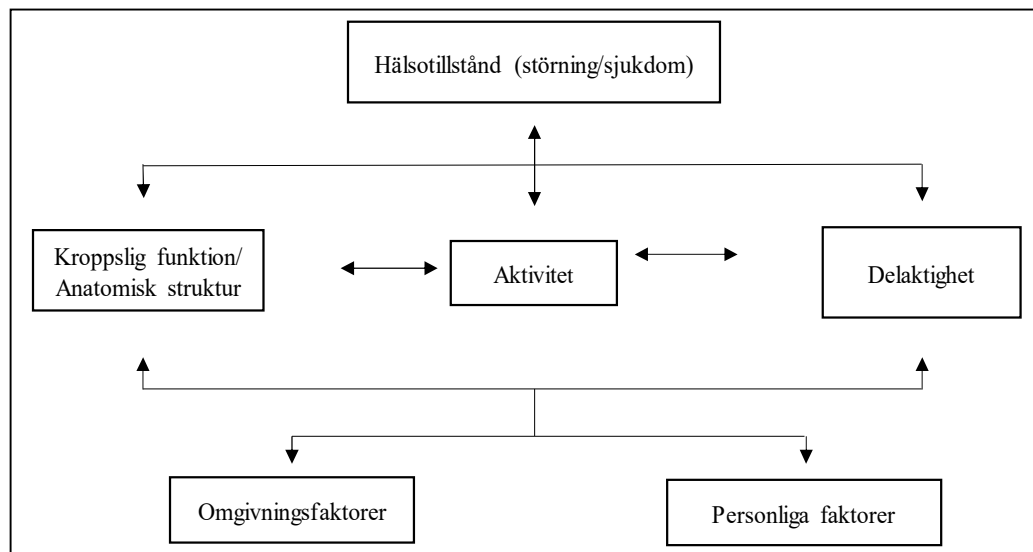 Hälsotillstånd (störning/sjukdom)
Kroppslig funktion/
Anatomisk struktur
Aktivitet
Delaktighet
Omgivningsfaktorer
Personliga faktorer